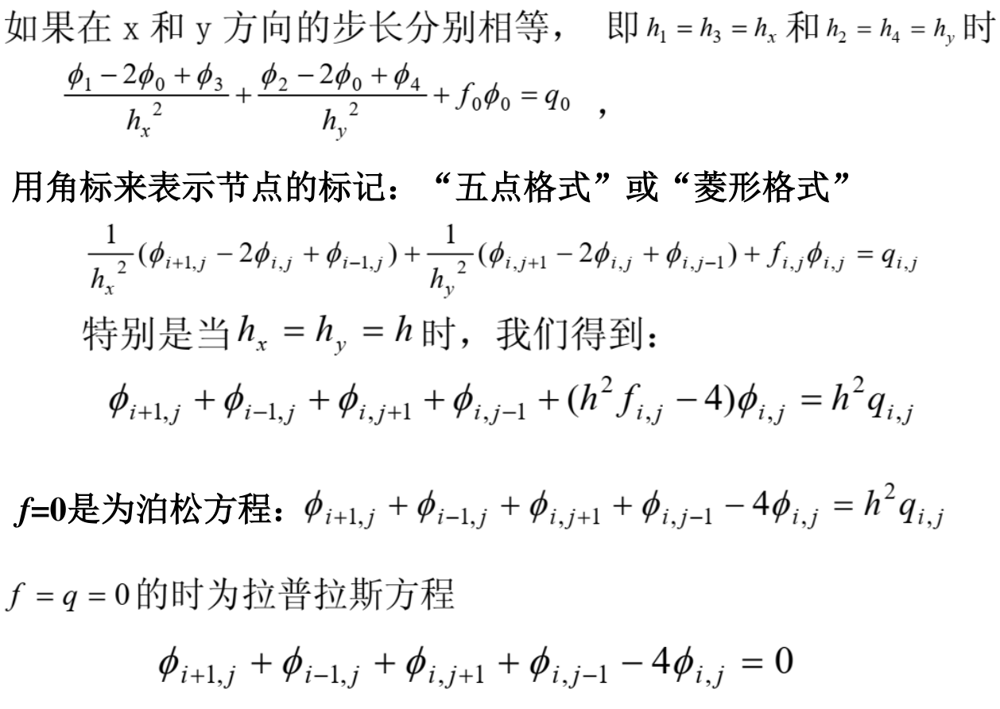 如果在 x 和 y 方向的步长分别相等， 即 $h_1 = h_3 = h_x$ 和 $h_2 = h_4 = h_y$ 时
$\frac{\phi_1 - 2\phi_0 + \phi_3}{h_x^2} + \frac{\phi_2 - 2\phi_0 + \phi_4}{h_y^2} + f_0\phi_0 = q_0$ ，
用角标来表示节点的标记：“五点格式”或“菱形格式”
$\frac{1}{h_x^2}(\phi_{i+1,j} - 2\phi_{i,j} + \phi_{i-1,j}) + \frac{1}{h_y^2}(\phi_{i,j+1} - 2\phi_{i,j} + \phi_{i,j-1}) + f_{i,j}\phi_{i,j} = q_{i,j}$
特别是当 $h_x = h_y = h$ 时，我们得到：
$\phi_{i+1,j} + \phi_{i-1,j} + \phi_{i,j+1} + \phi_{i,j-1} + (h^2 f_{i,j} - 4)\phi_{i,j} = h^2 q_{i,j}$
f=0是为泊松方程：$\phi_{i+1,j} + \phi_{i-1,j} + \phi_{i,j+1} + \phi_{i,j-1} - 4\phi_{i,j} = h^2 q_{i,j}$
$f = q = 0$ 的时为拉普拉斯方程
$\phi_{i+1,j} + \phi_{i-1,j} + \phi_{i,j+1} + \phi_{i,j-1} - 4\phi_{i,j} = 0$